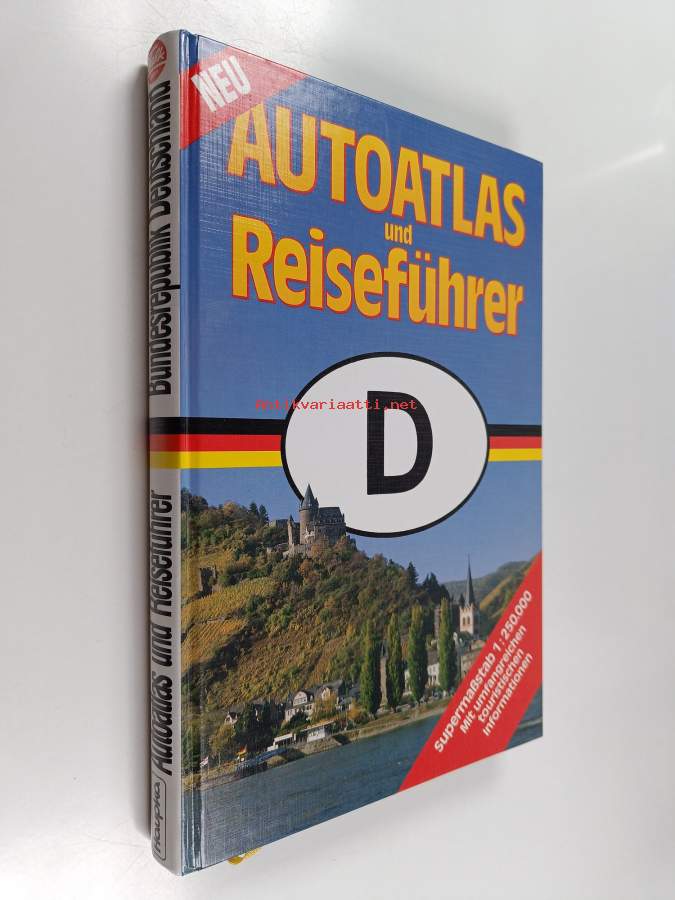 NEU
AUTOATLAS
und
Reiseführer
Antikvariaatti.net
D
Supermaßstab 1:250.000
Mit umfangreichen
touristischen
Informationen
Haupka Autoatlas und Reiseführer Bundesrepublik Deutschland